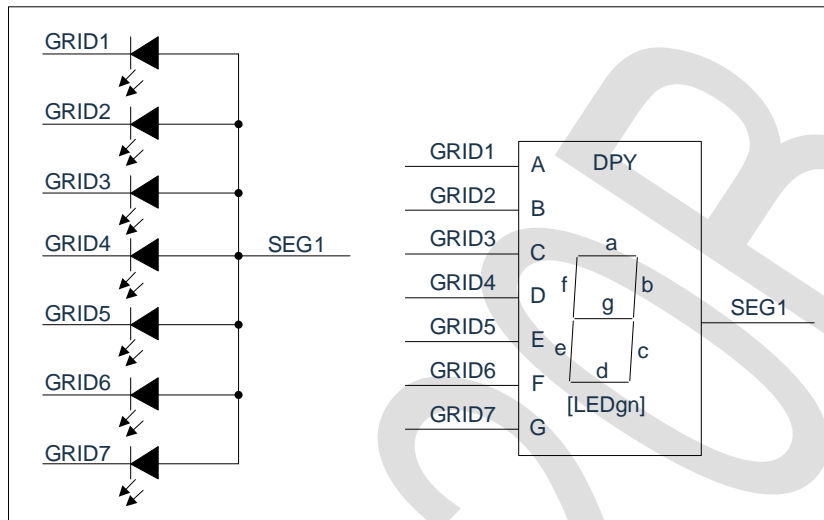 GRID1
GRID2
GRID3
GRID4
GRID5
GRID6
GRID7
SEG1
GRID1
GRID2
GRID3
GRID4
GRID5
GRID6
GRID7
A
B
C
D
E
F
G
DPY
a
f
b
g
e
c
d
[LEDgn]
SEG1